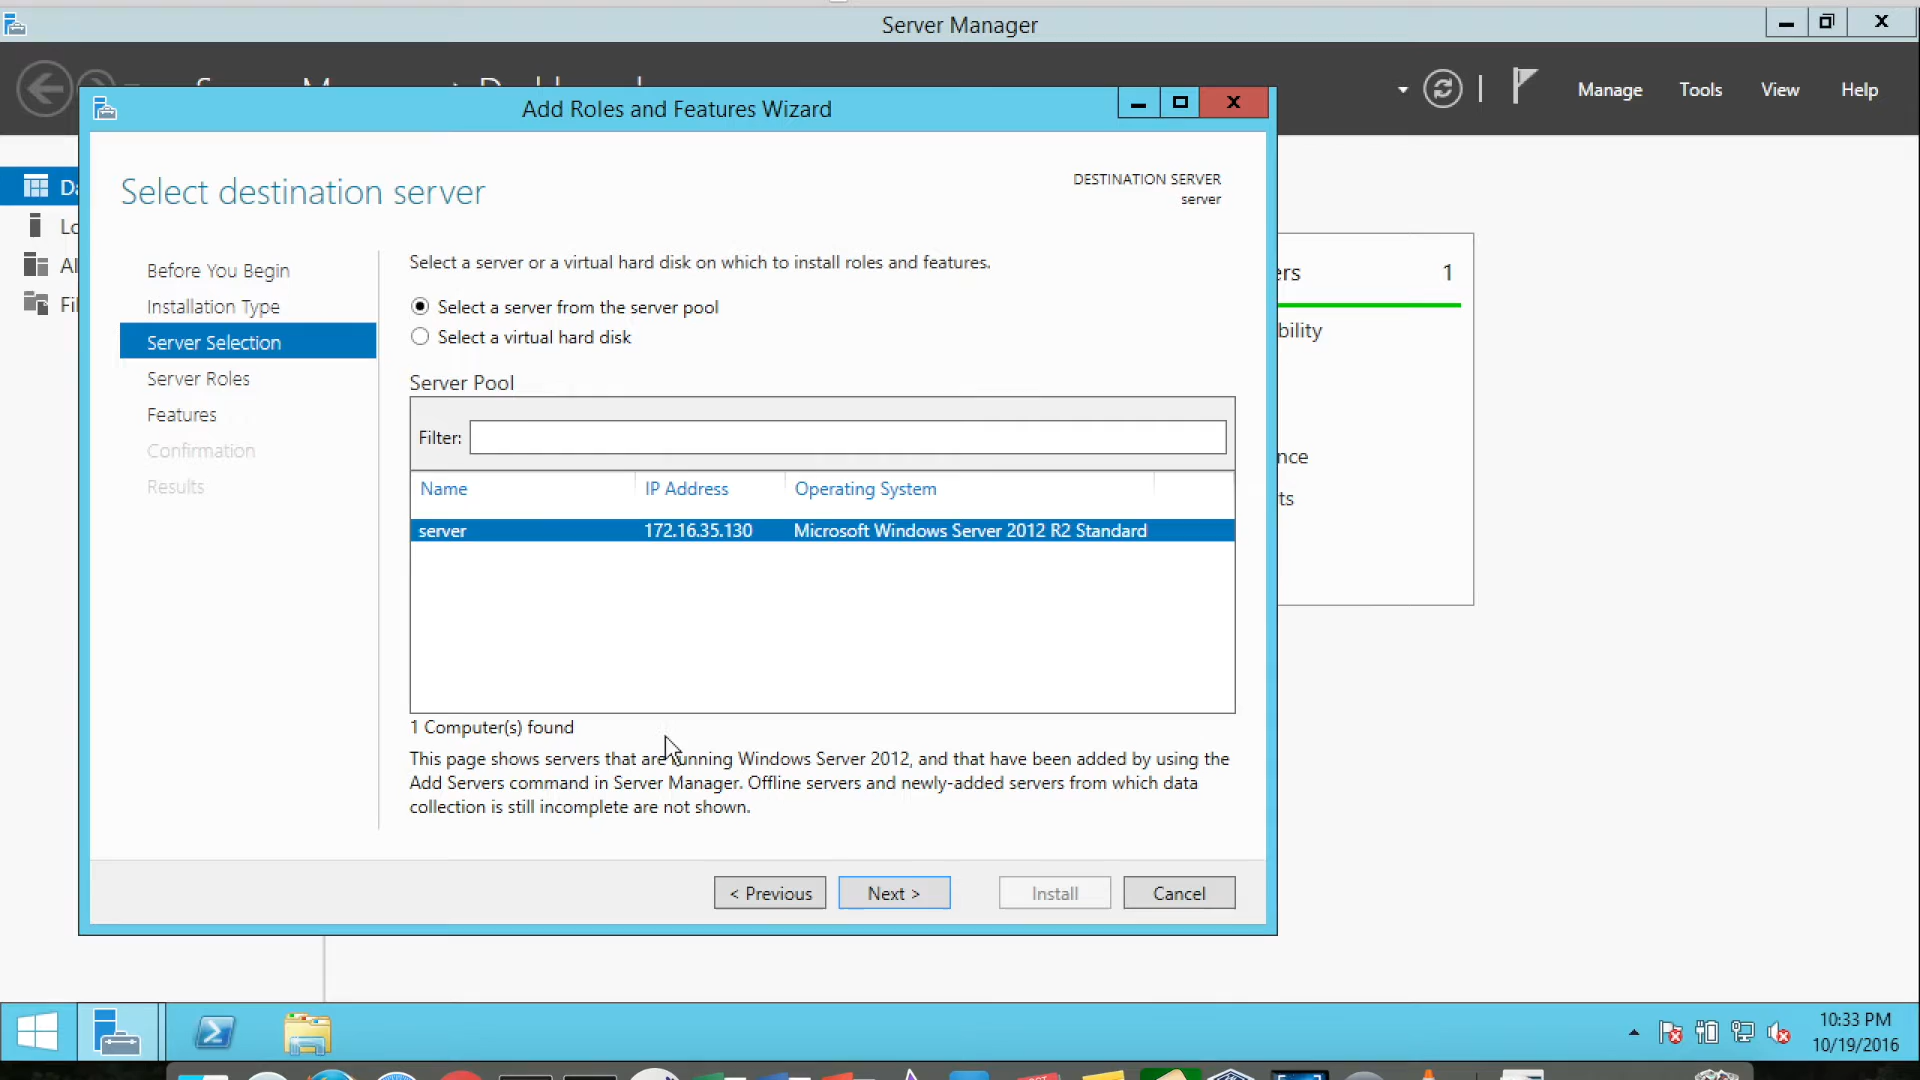 Server Manager
Manage Tools View Help
Add Roles and Features Wizard
Select destination server
DESTINATION SERVER
server
Before You Begin
Installation Type
Server Selection
Server Roles
Features
Confirmation
Results
Select a server or a virtual hard disk on which to install roles and features.
Select a server from the server pool
Select a virtual hard disk
Server Pool
Filter:
Name IP Address Operating System
server 172.16.35.130 Microsoft Windows Server 2012 R2 Standard
1 Computer(s) found
This page shows servers that are running Windows Server 2012, and that have been added by using the
Add Servers command in Server Manager. Offline servers and newly-added servers from which data
collection is still incomplete are not shown.
< Previous Next > Install Cancel
1
10:33 PM
10/19/2016